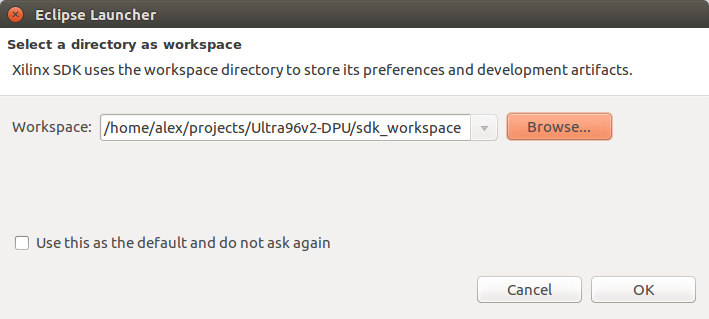 Eclipse Launcher
Select a directory as workspace
Xilinx SDK uses the workspace directory to store its preferences and development artifacts.
Workspace: /home/alex/projects/Ultra96v2-DPU/sdk_workspace Browse...
Use this as the default and do not ask again
Cancel OK